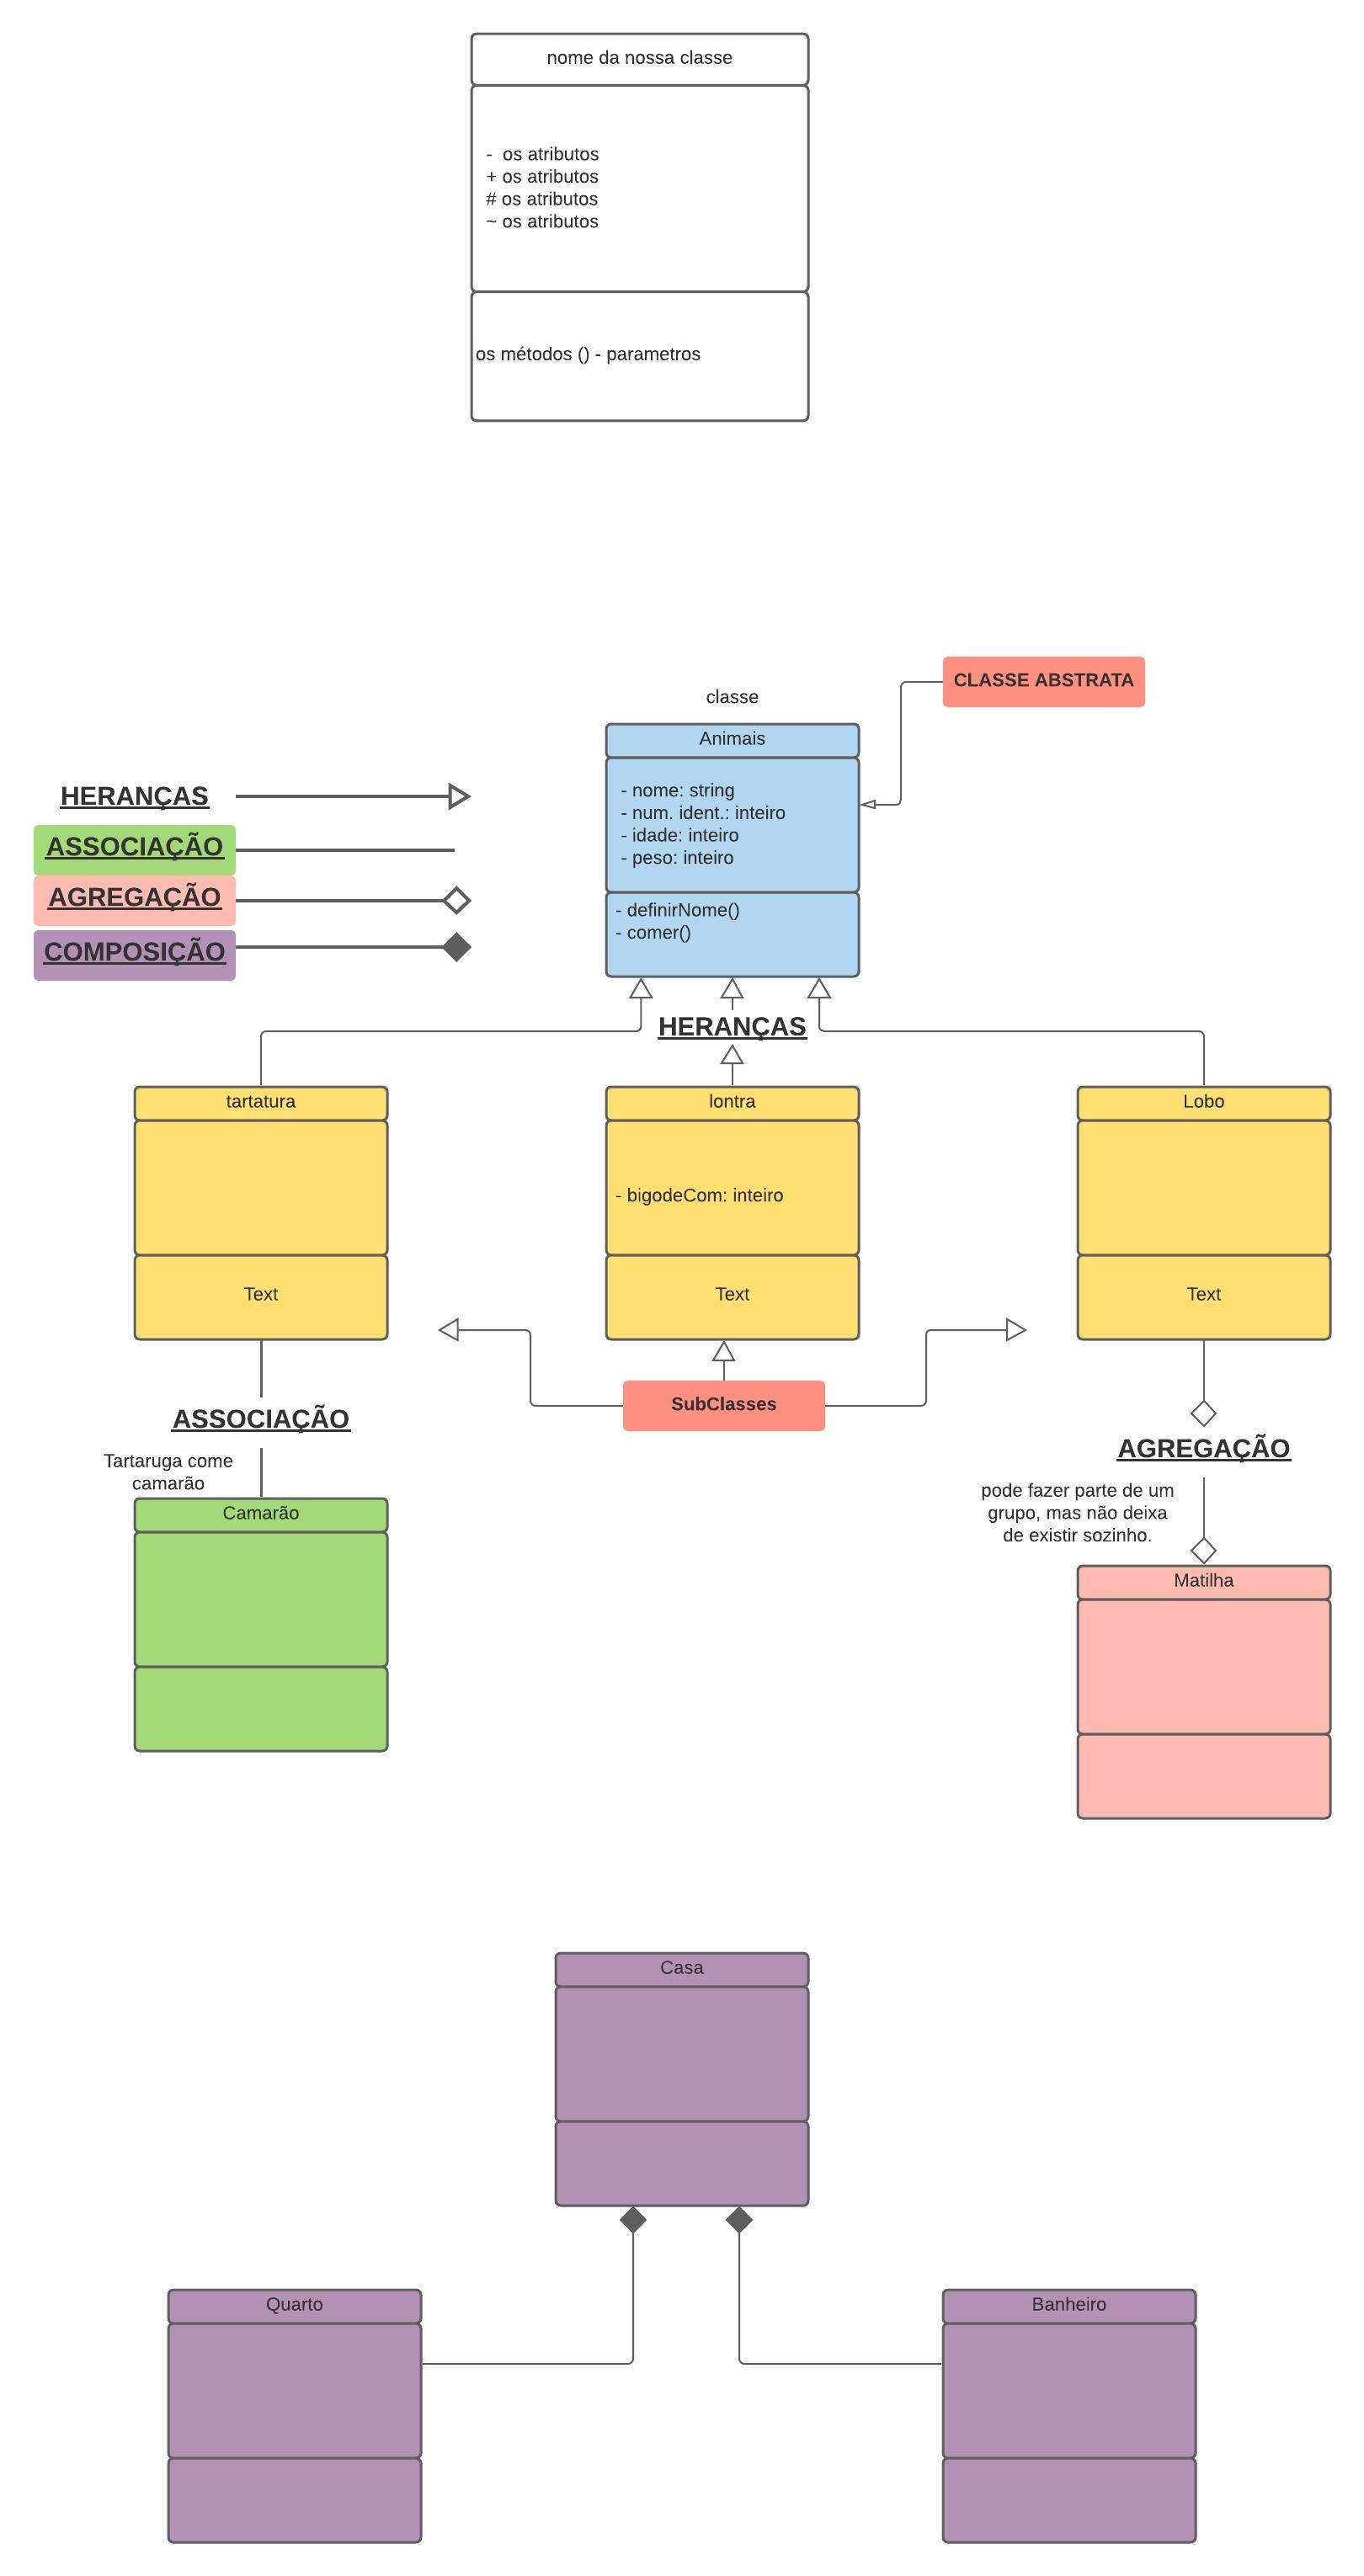 nome da nossa classe
-  os atributos
+ os atributos
# os atributos
~ os atributos
os métodos () - parametros
CLASSE ABSTRATA
classe
Animais
- nome: string
- num. ident.: inteiro
- idade: inteiro
- peso: inteiro
- definirNome()
- comer()
HERANÇAS
ASSOCIAÇÃO
AGREGAÇÃO
COMPOSIÇÃO
HERANÇAS
tartatura
Text
lontra
- bigodeCom: inteiro
Text
Lobo
Text
SubClasses
ASSOCIAÇÃO
Tartaruga come
camarão
Camarão
AGREGAÇÃO
pode fazer parte de um
grupo, mas não deixa
de existir sozinho.
Matilha
Casa
Quarto
Banheiro